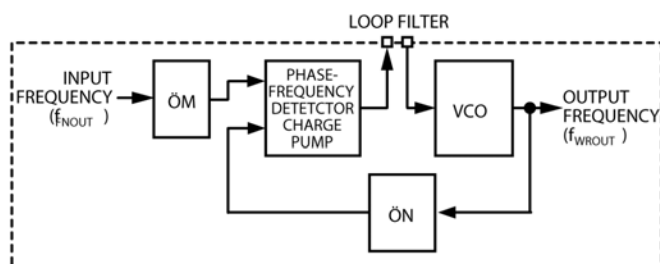 LOOP FILTER
INPUT
FREQUENCY
(fNOUT )
ÖM
PHASE-
FREQUENCY
DETETCTOR
CHARGE
PUMP
VCO
OUTPUT
FREQUENCY
(fWROUT )
ÖN